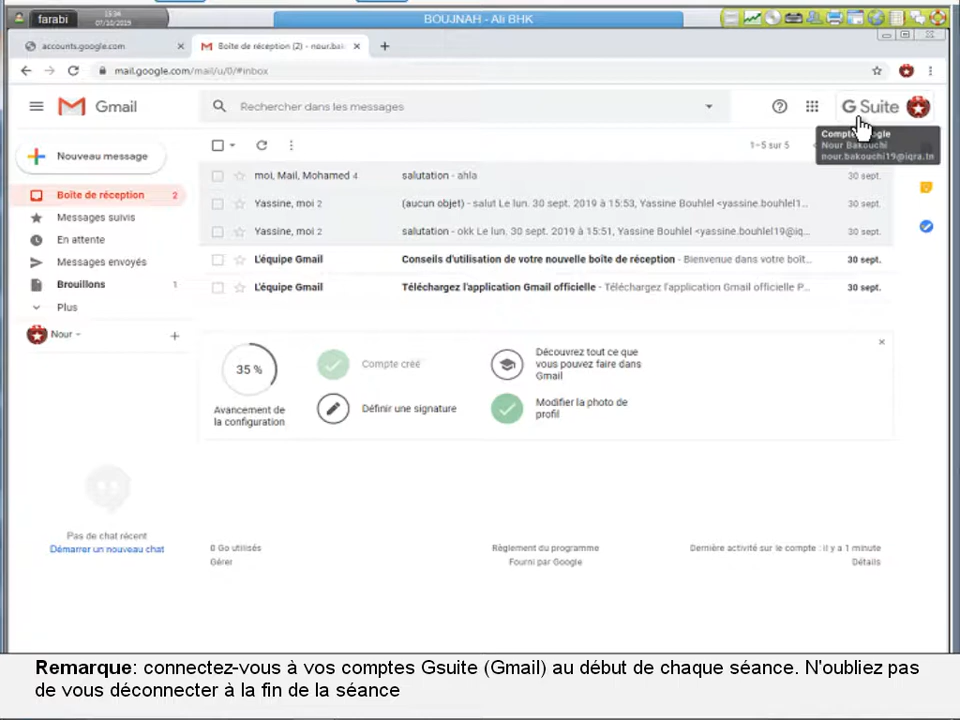 farabi
15:34
07/10/2019
BOUJNAH - Ali BHK
accounts.google.com
Boîte de réception (2) - nour.bak
mail.google.com/mail/u/0/#inbox
Gmail
Rechercher dans les messages
G Suite
Compte Google
Nour Bakouchi
nour.bakouchi19@iqra.tn
Nouveau message
1–5 sur 5
Boîte de réception 2
Messages suivis
En attente
Messages envoyés
Brouillons 1
Plus
Nour
moi, Mail, Mohamed 4 salutation - ahla 30 sept.
Yassine, moi 2 (aucun objet) - salut Le lun. 30 sept. 2019 à 15:53, Yassine Bouhlel <yassine.bouhlel1... 30 sept.
Yassine, moi 2 salutation - okk Le lun. 30 sept. 2019 à 15:51, Yassine Bouhlel <yassine.bouhlel19@iq... 30 sept.
L'équipe Gmail Conseils d'utilisation de votre nouvelle boîte de réception - Bienvenue dans votre boît... 30 sept.
L'équipe Gmail Téléchargez l'application Gmail officielle - Téléchargez l'application Gmail officielle P... 30 sept.
35 %
Avancement de
la configuration
Compte créé
Définir une signature
Découvrez tout ce que
vous pouvez faire dans
Gmail
Modifier la photo de
profil
Pas de chat récent
Démarrer un nouveau chat
0 Go utilisés
Gérer
Règlement du programme
Fourni par Google
Dernière activité sur le compte : il y a 1 minute
Détails
Remarque: connectez-vous à vos comptes Gsuite (Gmail) au début de chaque séance. N'oubliez pas
de vous déconnecter à la fin de la séance